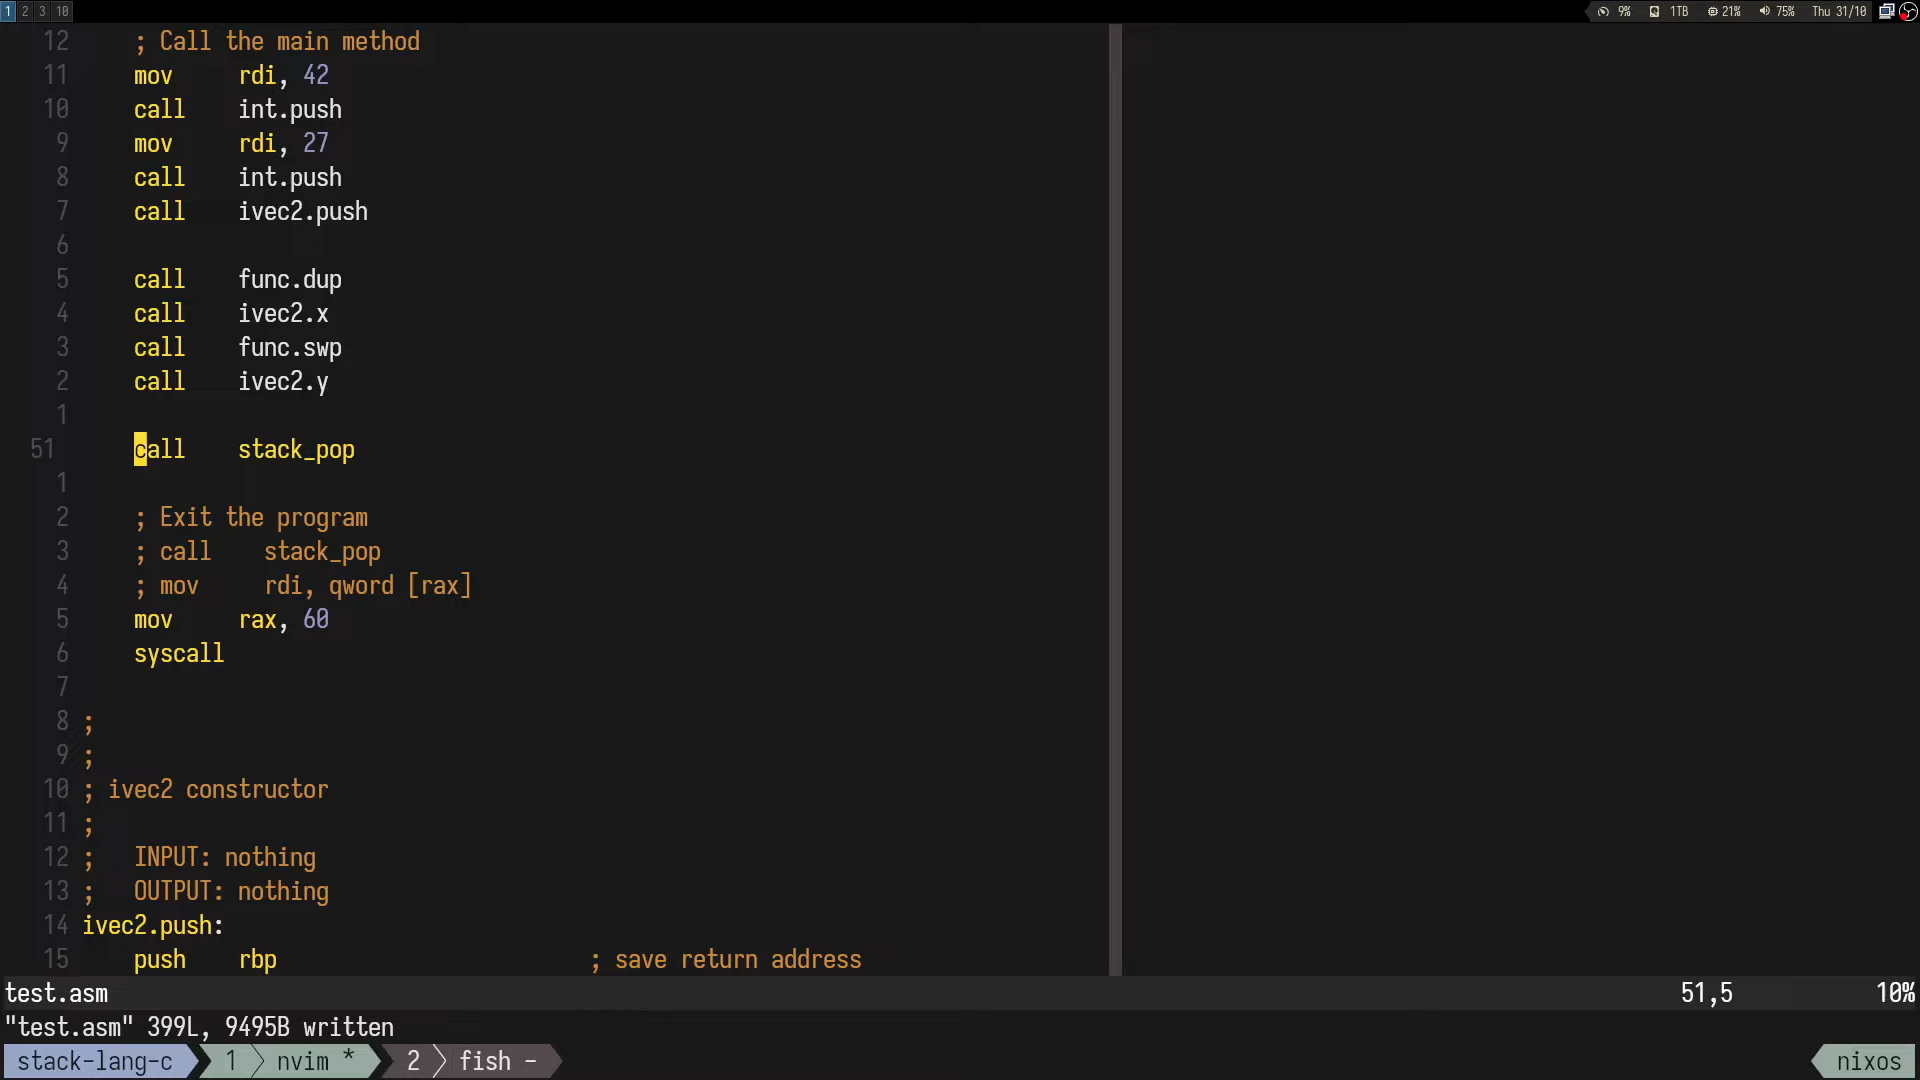 1 2 3 10 9% 1TB 21% 75% Thu 31/10
12 ; Call the main method
11 mov rdi, 42
10 call int.push
9 mov rdi, 27
8 call int.push
7 call ivec2.push
6
5 call func.dup
4 call ivec2.x
3 call func.swp
2 call ivec2.y
1
51 call stack_pop
1
2 ; Exit the program
3 ; call stack_pop
4 ; mov rdi, qword [rax]
5 mov rax, 60
6 syscall
7
8 ;
9 ;
10 ; ivec2 constructor
11 ;
12 ; INPUT: nothing
13 ; OUTPUT: nothing
14 ivec2.push:
15 push rbp ; save return address
test.asm 51,5 10%
"test.asm" 399L, 9495B written
stack-lang-c 1 nvim * 2 fish - nixos